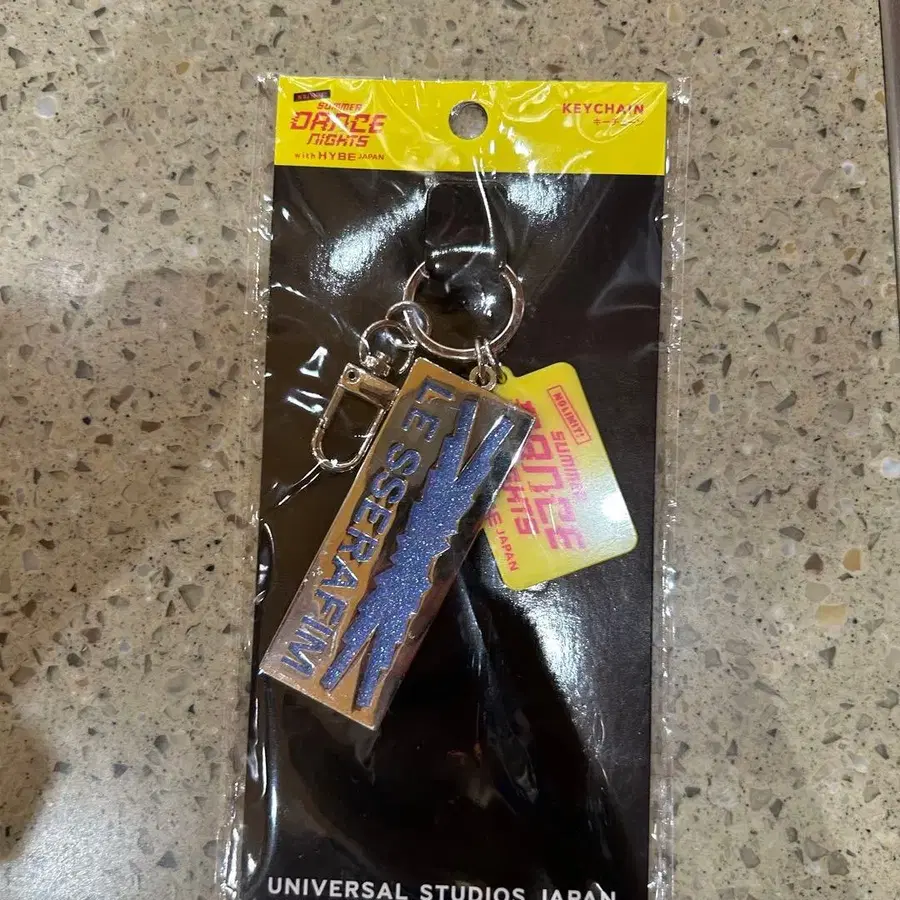 SUMMER
DANCE
NIGHTS
with HYBE JAPAN
KEYCHAIN
キーチェーン
LE SSERAFIM
NO LIMIT!
SUMMER
DANCE
NIGHTS
JAPAN
UNIVERSAL STUDIOS JAPAN